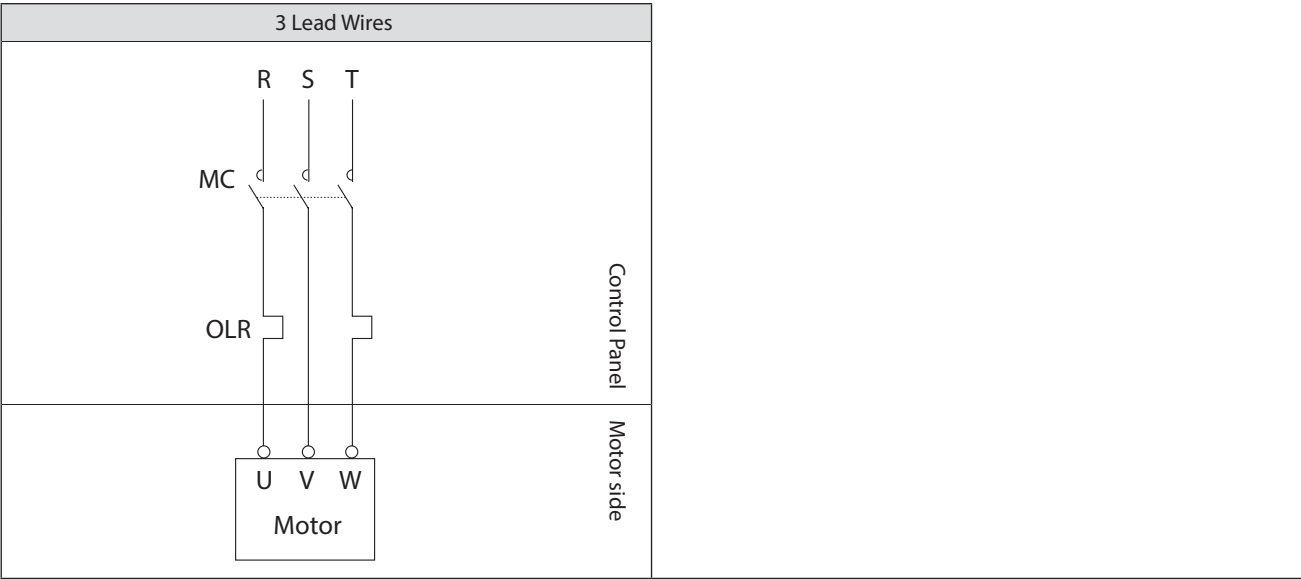 3 Lead Wires
R S T
MC
OLR
Control Panel
Motor side
U V W
Motor